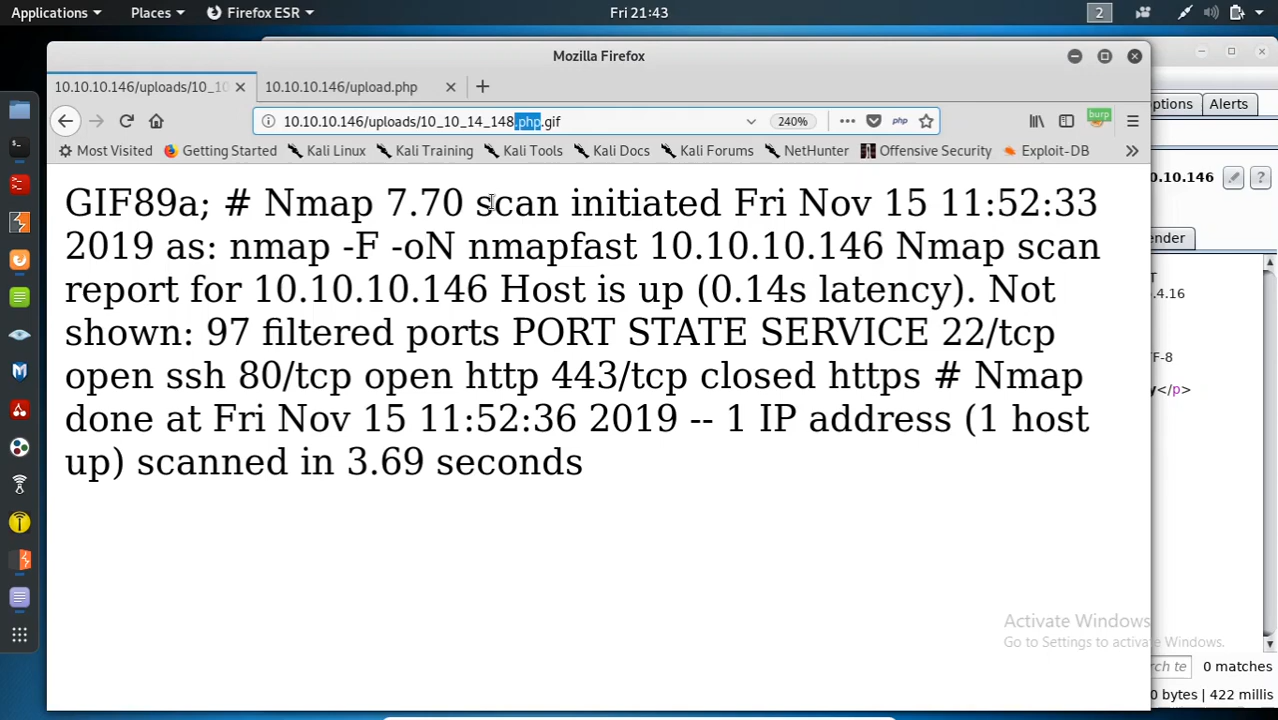 Applications
Places
Firefox ESR
Fri 21:43
2
Mozilla Firefox
10.10.10.146/uploads/10_10
10.10.10.146/upload.php
ptions
Alerts
10.10.10.146/uploads/10_10_14_148.php.gif
240%
php
burp
Most Visited
Getting Started
Kali Linux
Kali Training
Kali Tools
Kali Docs
Kali Forums
NetHunter
Offensive Security
Exploit-DB
0.10.146
ender
GIF89a; # Nmap 7.70 scan initiated Fri Nov 15 11:52:33
2019 as: nmap -F -oN nmapfast 10.10.10.146 Nmap scan
report for 10.10.10.146 Host is up (0.14s latency). Not
shown: 97 filtered ports PORT STATE SERVICE 22/tcp
open ssh 80/tcp open http 443/tcp closed https # Nmap
done at Fri Nov 15 11:52:36 2019 -- 1 IP address (1 host
up) scanned in 3.69 seconds
T
.4.16
F-8
y</p>
Activate Windows
Go to Settings to activate Windows.
rch te
0 matches
0 bytes | 422 millis